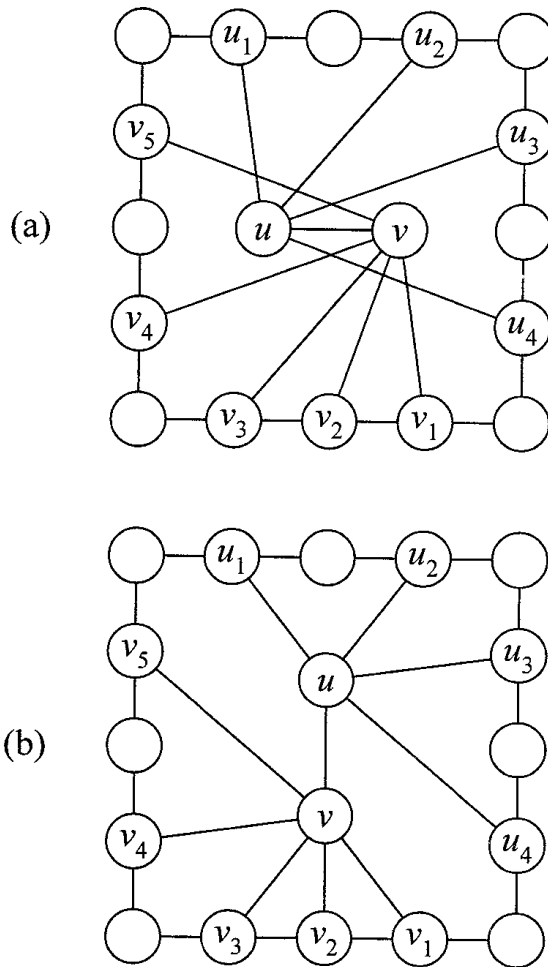 u₁ u₂
v₅ u₃
(a) u v
v₄ u₄
v₃ v₂ v₁
u₁ u₂
v₅ u u₃
(b)
v
v₄ u₄
v₃ v₂ v₁